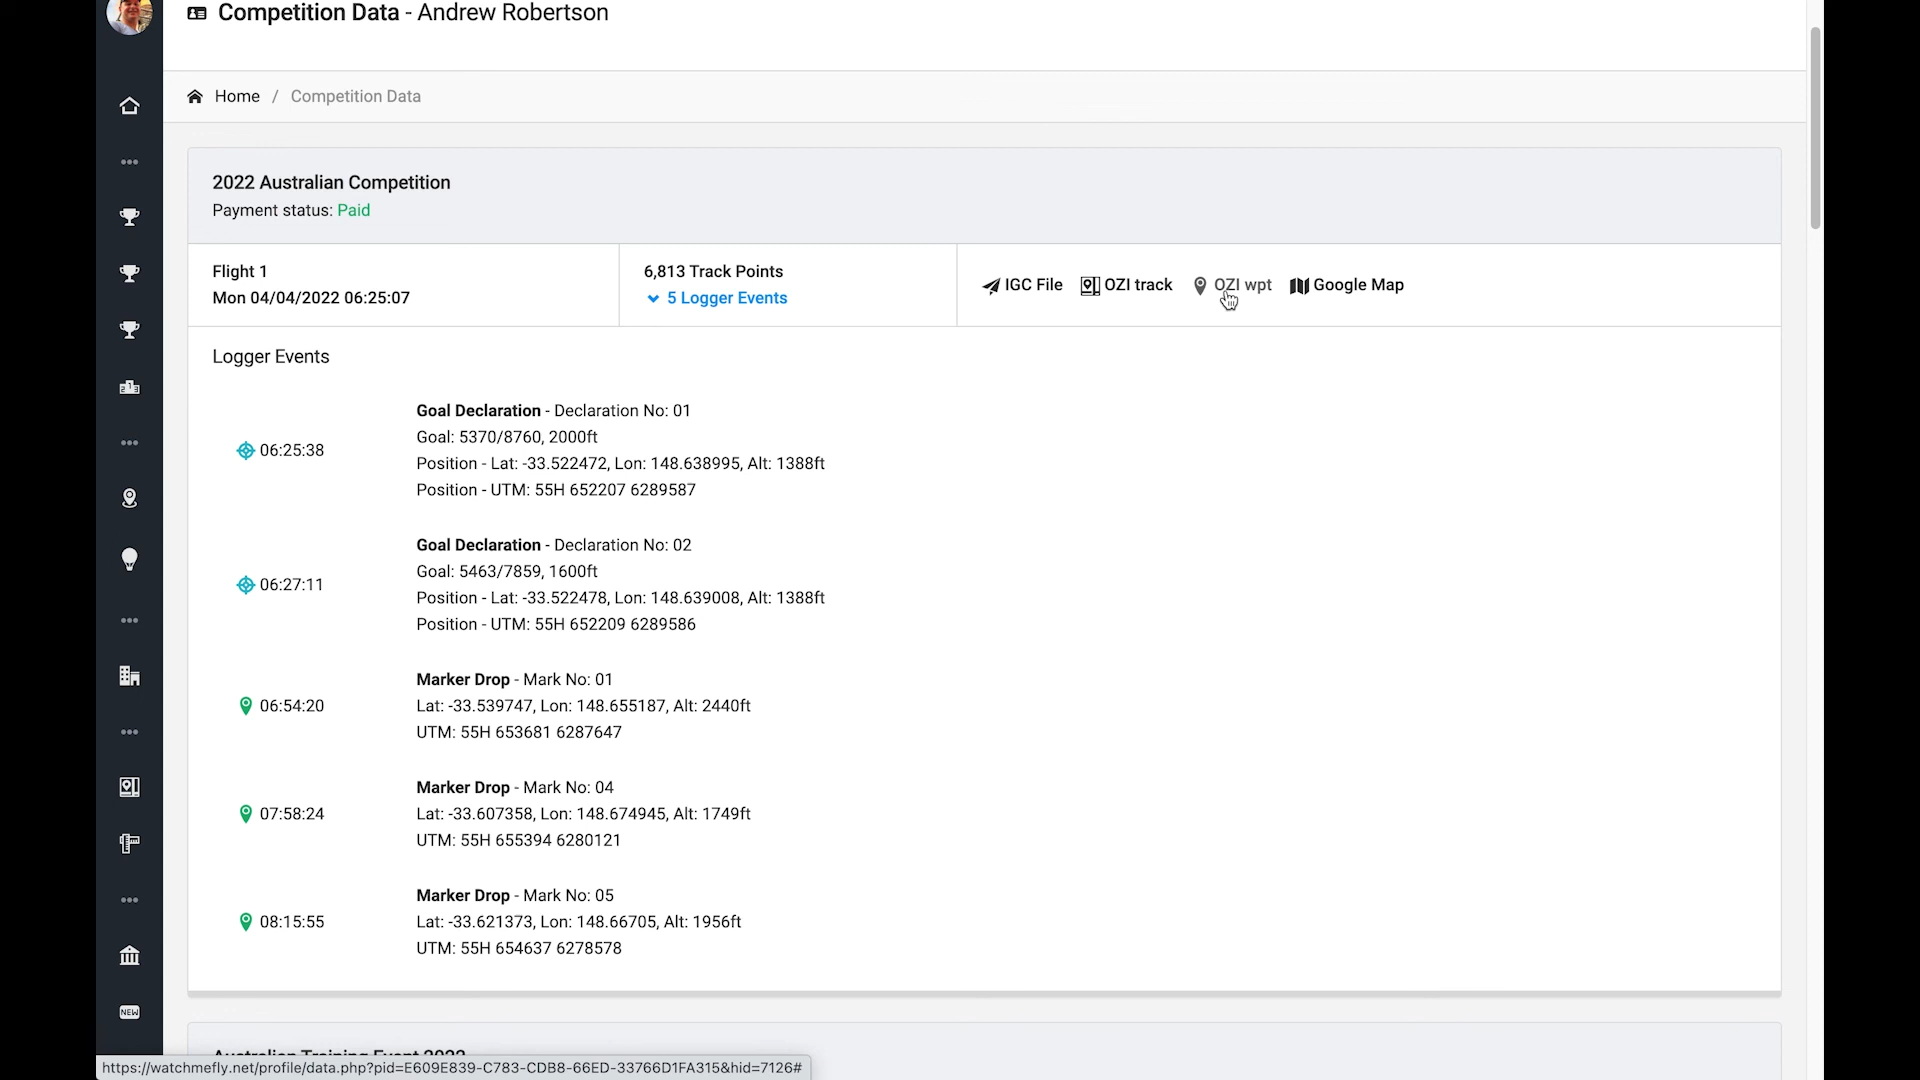 Competition Data - Andrew Robertson
Home / Competition Data
2022 Australian Competition
Payment status: Paid
Flight 1
Mon 04/04/2022 06:25:07
6,813 Track Points
5 Logger Events
IGC File
OZI track
OZI wpt
Google Map
Logger Events
06:25:38
Goal Declaration - Declaration No: 01
Goal: 5370/8760, 2000ft
Position - Lat: -33.522472, Lon: 148.638995, Alt: 1388ft
Position - UTM: 55H 652207 6289587
06:27:11
Goal Declaration - Declaration No: 02
Goal: 5463/7859, 1600ft
Position - Lat: -33.522478, Lon: 148.639008, Alt: 1388ft
Position - UTM: 55H 652209 6289586
06:54:20
Marker Drop - Mark No: 01
Lat: -33.539747, Lon: 148.655187, Alt: 2440ft
UTM: 55H 653681 6287647
07:58:24
Marker Drop - Mark No: 04
Lat: -33.607358, Lon: 148.674945, Alt: 1749ft
UTM: 55H 655394 6280121
08:15:55
Marker Drop - Mark No: 05
Lat: -33.621373, Lon: 148.66705, Alt: 1956ft
UTM: 55H 654637 6278578
NEW
Australian Training Event 2022
https://watchmefly.net/profile/data.php?pid=E609E839-C783-CDB8-66ED-33766D1FA315&hid=7126#